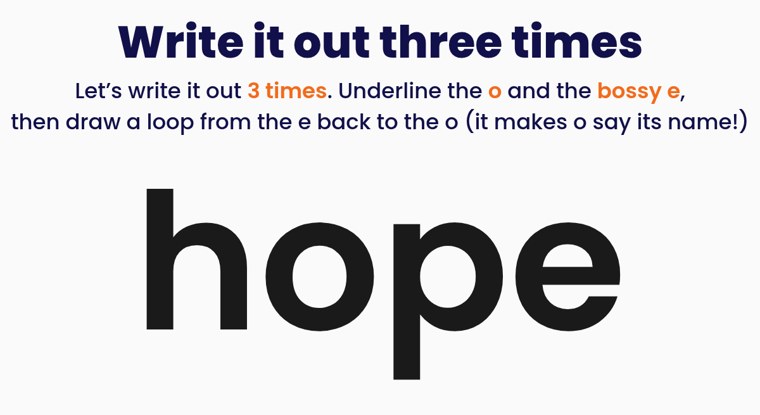 Write it out three times
Let’s write it out 3 times. Underline the o and the bossy e,
then draw a loop from the e back to the o (it makes o say its name!)
hope